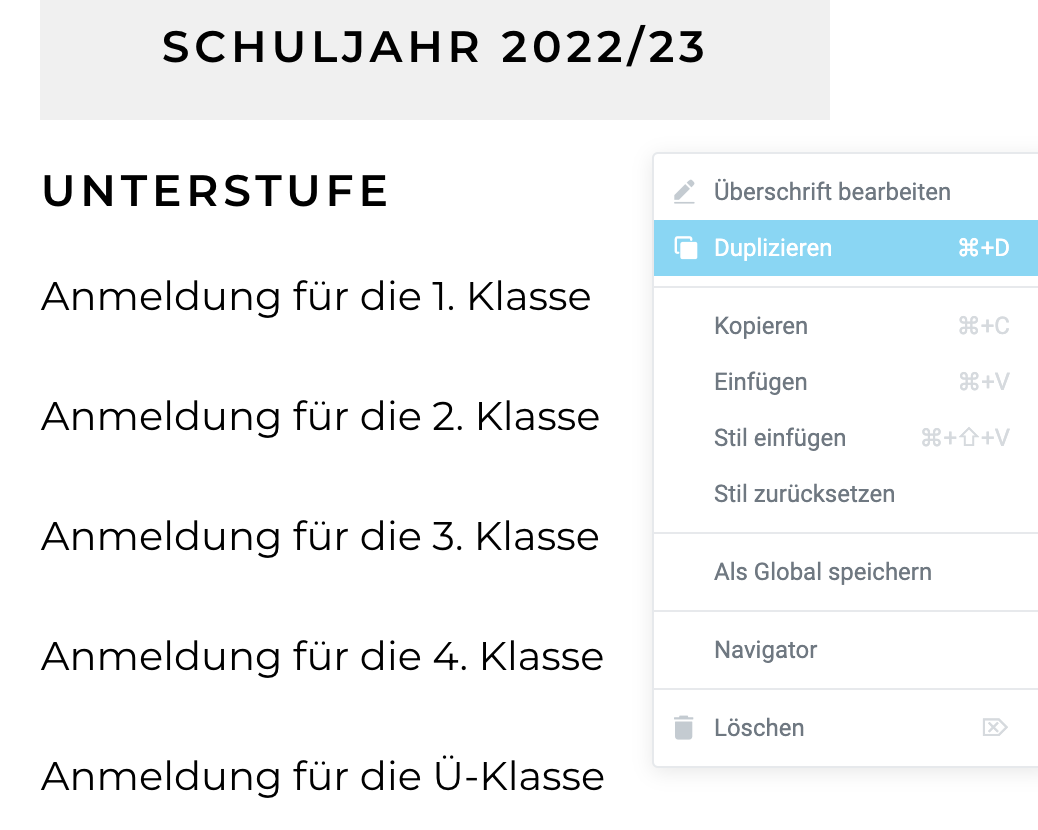 SCHULJAHR 2022/23
UNTERSTUFE
Anmeldung für die 1. Klasse
Anmeldung für die 2. Klasse
Anmeldung für die 3. Klasse
Anmeldung für die 4. Klasse
Anmeldung für die Ü-Klasse
Überschrift bearbeiten
Duplizieren ⌘+D
Kopieren ⌘+C
Einfügen ⌘+V
Stil einfügen ⌘+⇧+V
Stil zurücksetzen
Als Global speichern
Navigator
Löschen ⌦